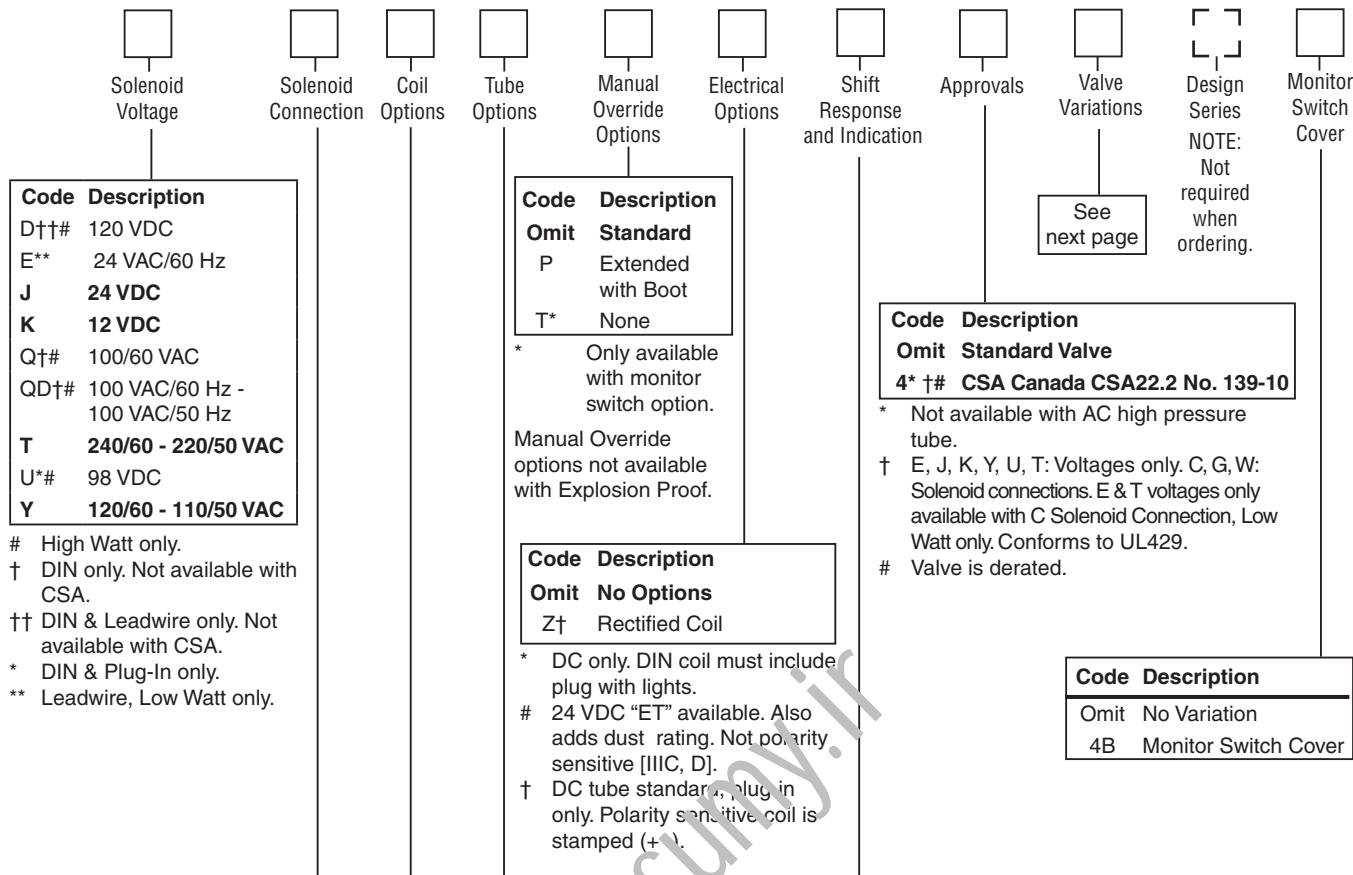 Solenoid Voltage
Solenoid Connection
Coil Options
Tube Options
Manual Override Options
Electrical Options
Shift Response and Indication
Approvals
Valve Variations
Design Series
NOTE: Not required when ordering.
Monitor Switch Cover
Code Description
D††# 120 VDC
E** 24 VAC/60 Hz
J 24 VDC
K 12 VDC
Q†# 100/60 VAC
QD†# 100 VAC/60 Hz -
100 VAC/50 Hz
T 240/60 - 220/50 VAC
U*# 98 VDC
Y 120/60 - 110/50 VAC
# High Watt only.
† DIN only. Not available with
CSA.
†† DIN & Leadwire only. Not
available with CSA.
* DIN & Plug-In only.
** Leadwire, Low Watt only.
Code Description
Omit Standard
P Extended
with Boot
T* None
* Only available
with monitor
switch option.
Manual Override
options not available
with Explosion Proof.
Code Description
Omit No Options
Z† Rectified Coil
* DC only. DIN coil must include
plug with lights.
# 24 VDC “ET” available. Also
adds dust rating. Not polarity
sensitive [IIIC, D].
† DC tube standard, plug-in
only. Polarity sensitive coil is
stamped (+
See
next page
Code Description
Omit Standard Valve
4* †# CSA Canada CSA22.2 No. 139-10
* Not available with AC high pressure
tube.
† E, J, K, Y, U, T: Voltages only. C, G, W:
Solenoid connections. E & T voltages only
available with C Solenoid Connection, Low
Watt only. Conforms to UL429.
# Valve is derated.
Code Description
Omit No Variation
4B Monitor Switch Cover